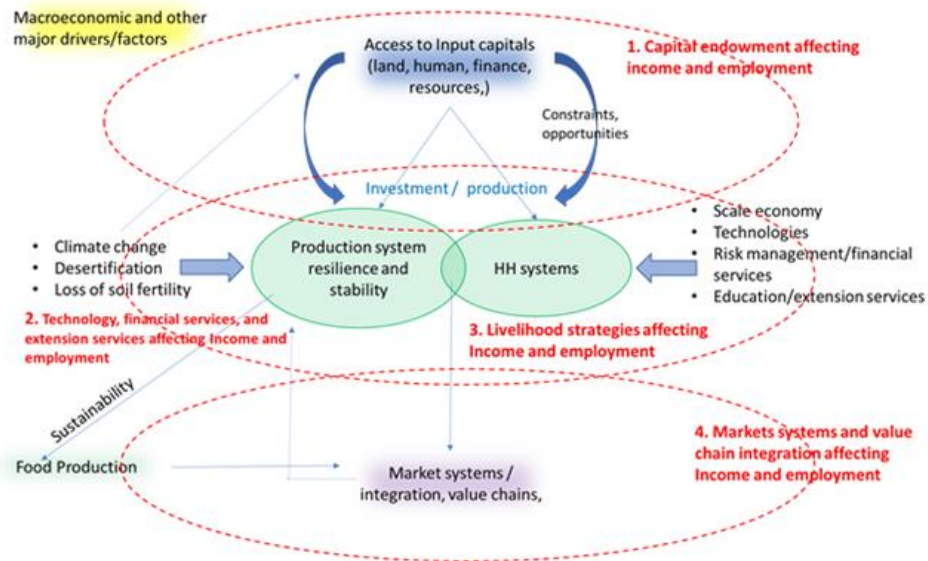 Macroeconomic and other
major drivers/factors
Access to Input capitals
(land, human, finance,
resources,)
1. Capital endowment affecting
income and employment
Constraints,
opportunities
Investment / production
• Climate change
• Desertification
• Loss of soil fertility
Production system
resilience and
stability
HH systems
• Scale economy
• Technologies
• Risk management/financial
services
• Education/extension services
2. Technology, financial services, and
extension services affecting Income and
employment
3. Livelihood strategies affecting
Income and employment
Sustainability
Food Production
Market systems /
integration, value chains,
4. Markets systems and value
chain integration affecting
Income and employment